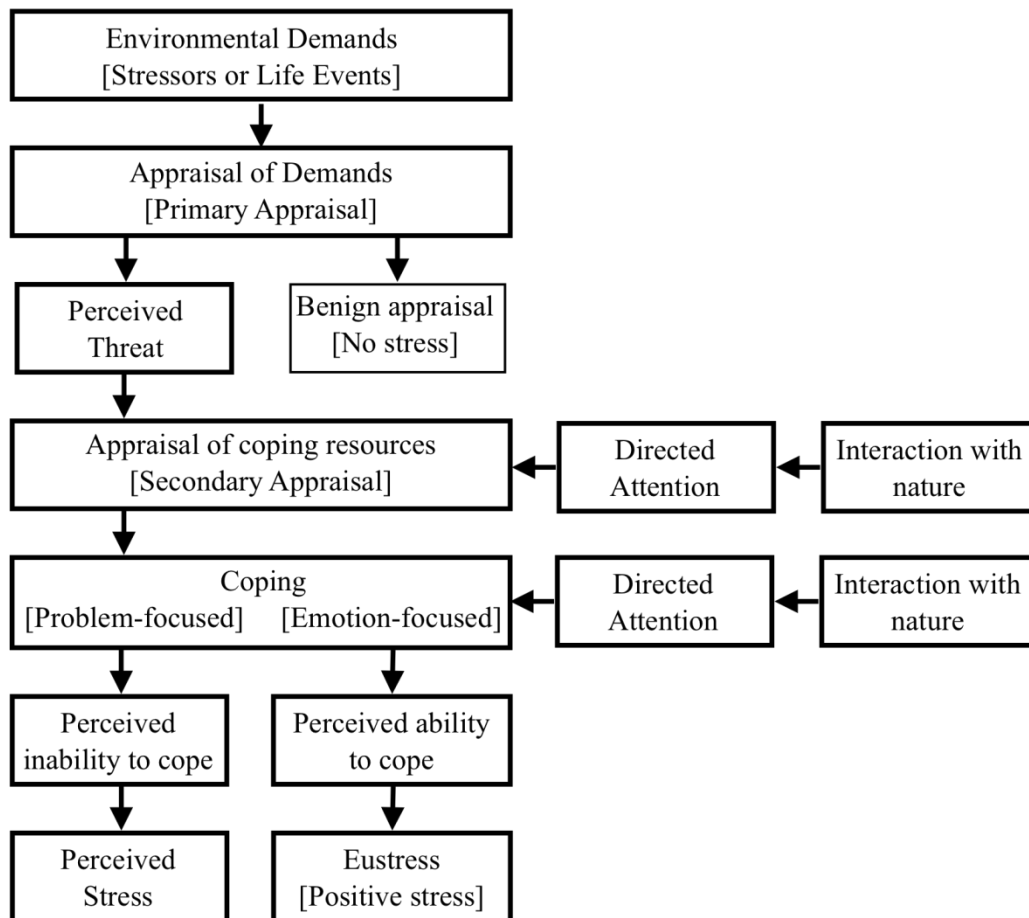 Environmental Demands
[Stressors or Life Events]
Appraisal of Demands
[Primary Appraisal]
Perceived
Threat
Benign appraisal
[No stress]
Appraisal of coping resources
[Secondary Appraisal]
Directed
Attention
Interaction with
nature
Coping
[Problem-focused] [Emotion-focused]
Directed
Attention
Interaction with
nature
Perceived
inability to cope
Perceived ability
to cope
Perceived
Stress
Eustress
[Positive stress]